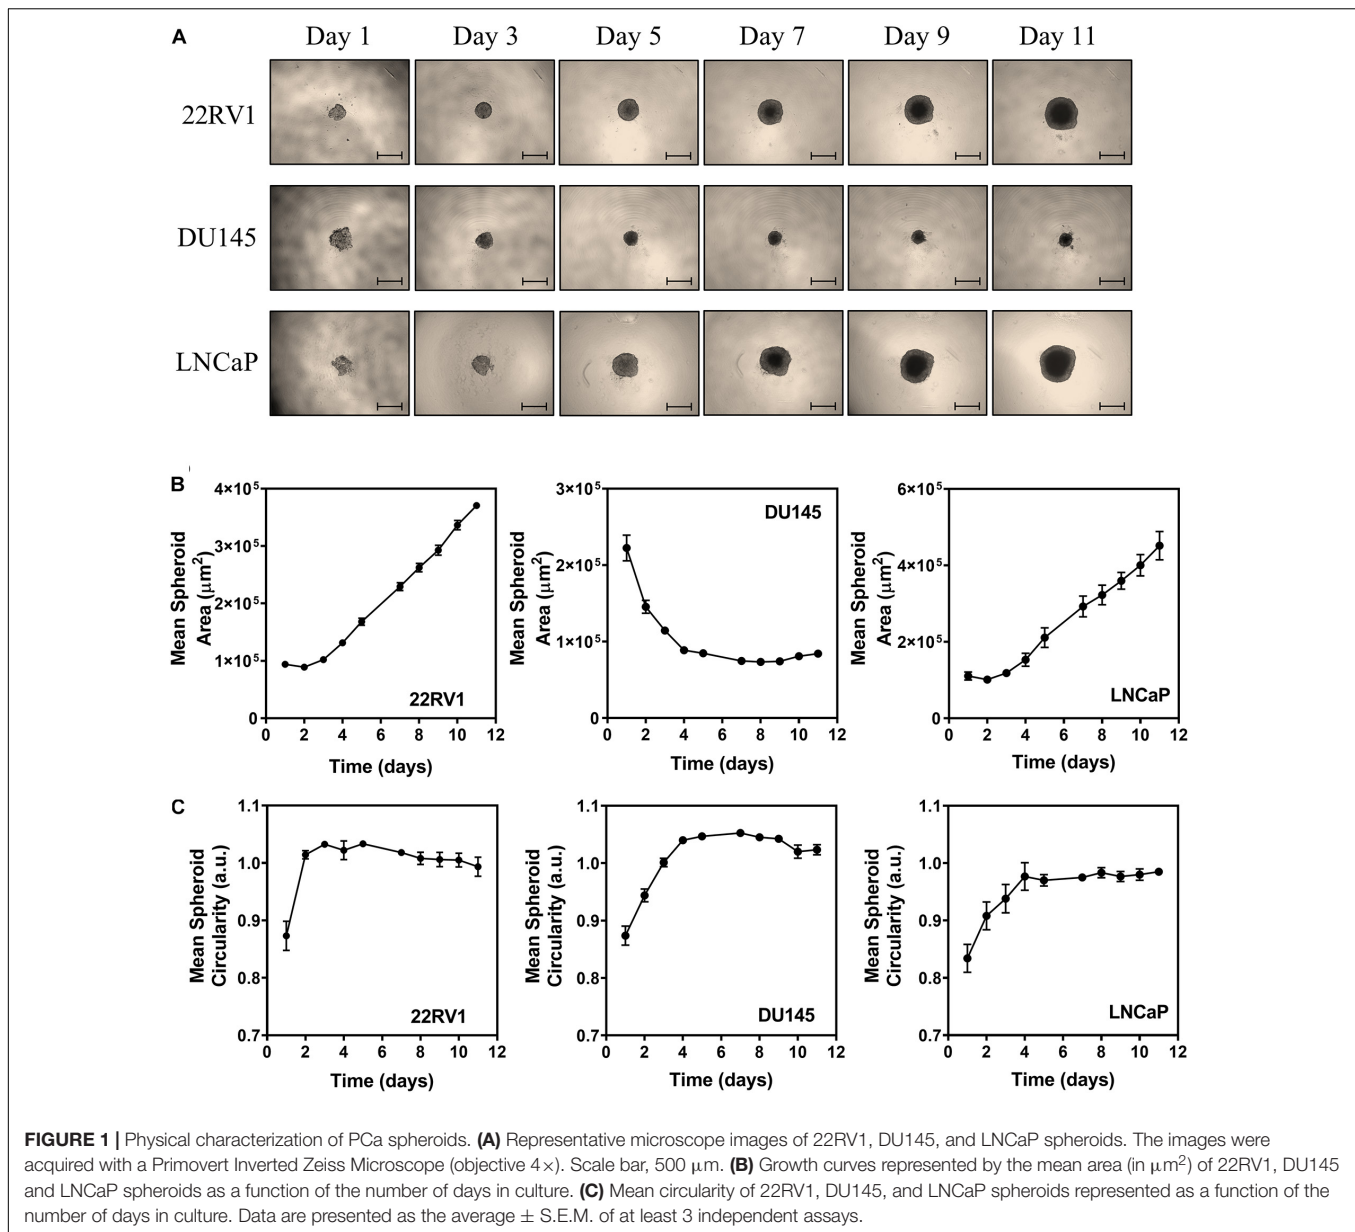 A Day 1 Day 3 Day 5 Day 7 Day 9 Day 11
22RV1
DU145
LNCaP
B
4×10⁵
3×10⁵
2×10⁵
1×10⁵
0
Mean Spheroid
Area (μm²)
22RV1
0 2 4 6 8 10 12
Time (days)
3×10⁵
2×10⁵
1×10⁵
0
Mean Spheroid
Area (μm²)
DU145
0 2 4 6 8 10 12
Time (days)
6×10⁵
4×10⁵
2×10⁵
0
Mean Spheroid
Area (μm²)
LNCaP
0 2 4 6 8 10 12
Time (days)
C
1.1
1.0
0.9
0.8
0.7
Mean Spheroid
Circularity (a.u.)
22RV1
0 2 4 6 8 10 12
Time (days)
1.1
1.0
0.9
0.8
0.7
Mean Spheroid
Circularity (a.u.)
DU145
0 2 4 6 8 10 12
Time (days)
1.1
1.0
0.9
0.8
0.7
Mean Spheroid
Circularity (a.u.)
LNCaP
0 2 4 6 8 10 12
Time (days)
FIGURE 1 | Physical characterization of PCa spheroids. (A) Representative microscope images of 22RV1, DU145, and LNCaP spheroids. The images were
acquired with a Primovert Inverted Zeiss Microscope (objective 4×). Scale bar, 500 μm. (B) Growth curves represented by the mean area (in μm²) of 22RV1, DU145
and LNCaP spheroids as a function of the number of days in culture. (C) Mean circularity of 22RV1, DU145, and LNCaP spheroids represented as a function of the
number of days in culture. Data are presented as the average ± S.E.M. of at least 3 independent assays.